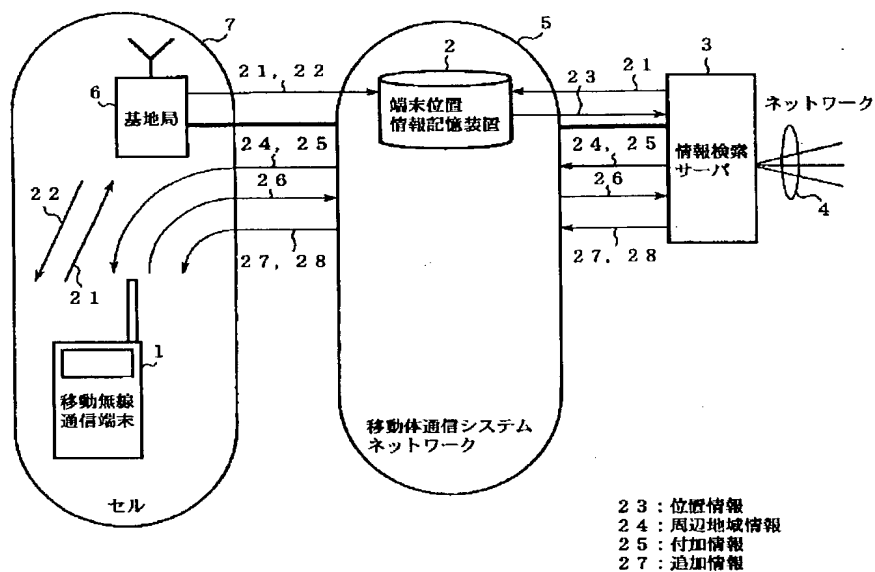 7
5
2
3
6
基地局
21, 22
端末位置
情報記憶装置
23
21
情報検索
サーバ
ネットワーク
4
24, 25
26
27, 28
24, 25
26
27, 28
22
21
1
移動無線
通信端末
セル
移動体通信システム
ネットワーク
23:位置情報
24:周辺地域情報
25:付加情報
27:追加情報